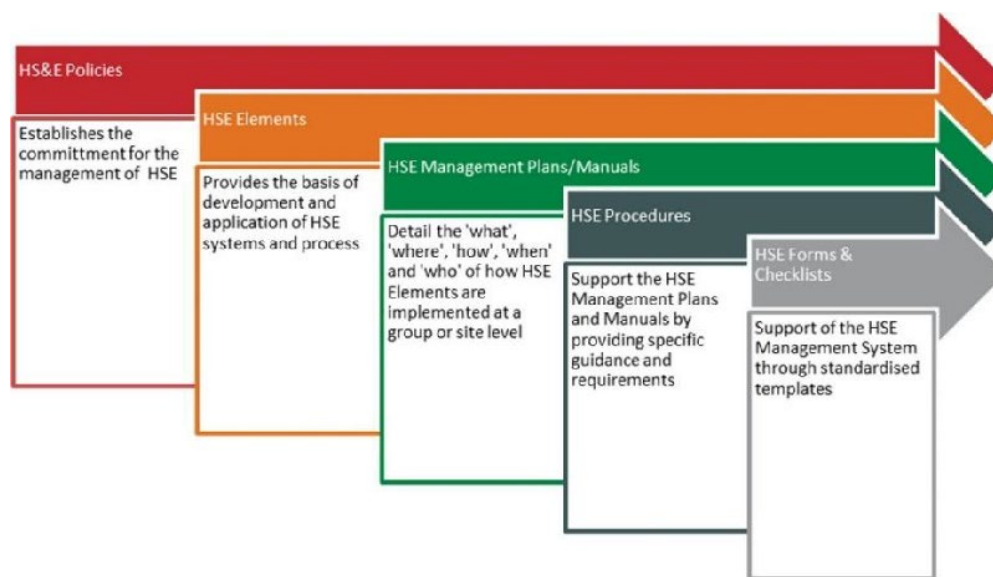 HS&E Policies
Establishes the
committment for the
management of HSE
HSE Elements
Provides the basis of
development and
application of HSE
systems and process
HSE Management Plans/Manuals
Detail the 'what',
'where', 'how', 'when'
and 'who' of how HSE
Elements are
implemented at a
group or site level
HSE Procedures
Support the HSE
Management Plans
and Manuals by
providing specific
guidance and
requirements
HSE Forms &
Checklists
Support of the HSE
Management System
through standardised
templates